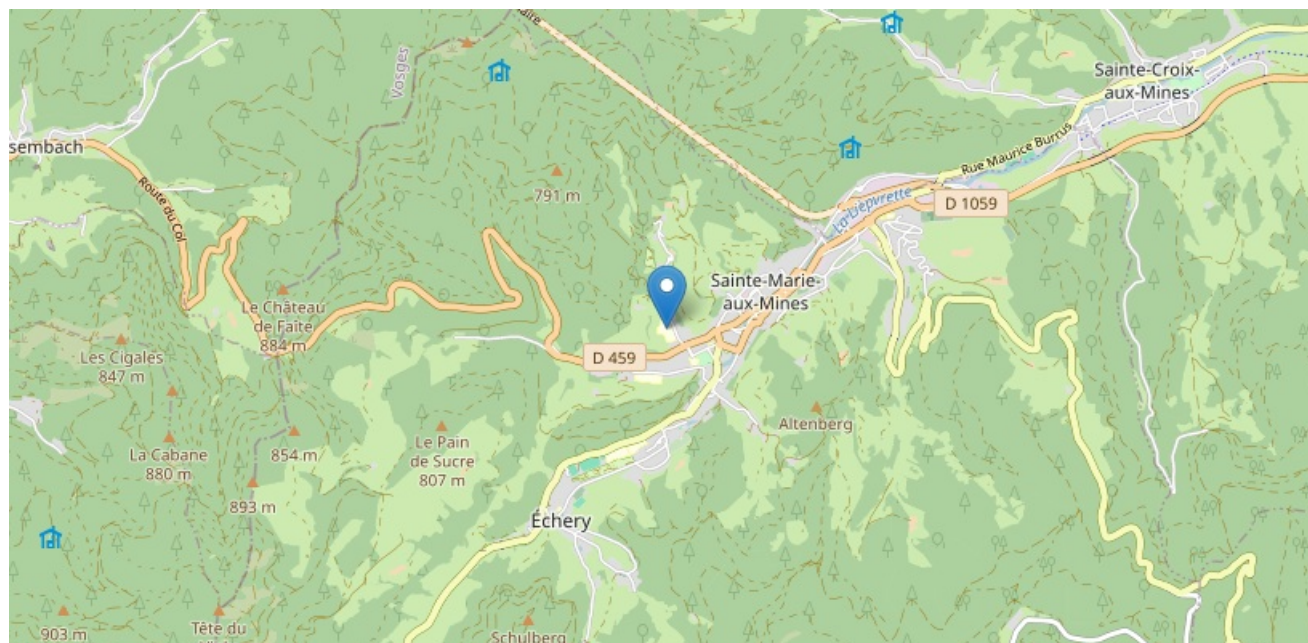 aire
Vosges
Sainte-Croix-
aux-Mines
sembach
Rue Maurice Burrus
Route du Col
791 m
La Lièpvrette
D 1059
Sainte-Marie-
aux-Mines
Le Château
de Faîte
884 m
D 459
Les Cigales
847 m
Altenberg
Le Pain
de Sucre
807 m
La Cabane
880 m
854 m
893 m
Échery
903 m
Tête du
Schulberg